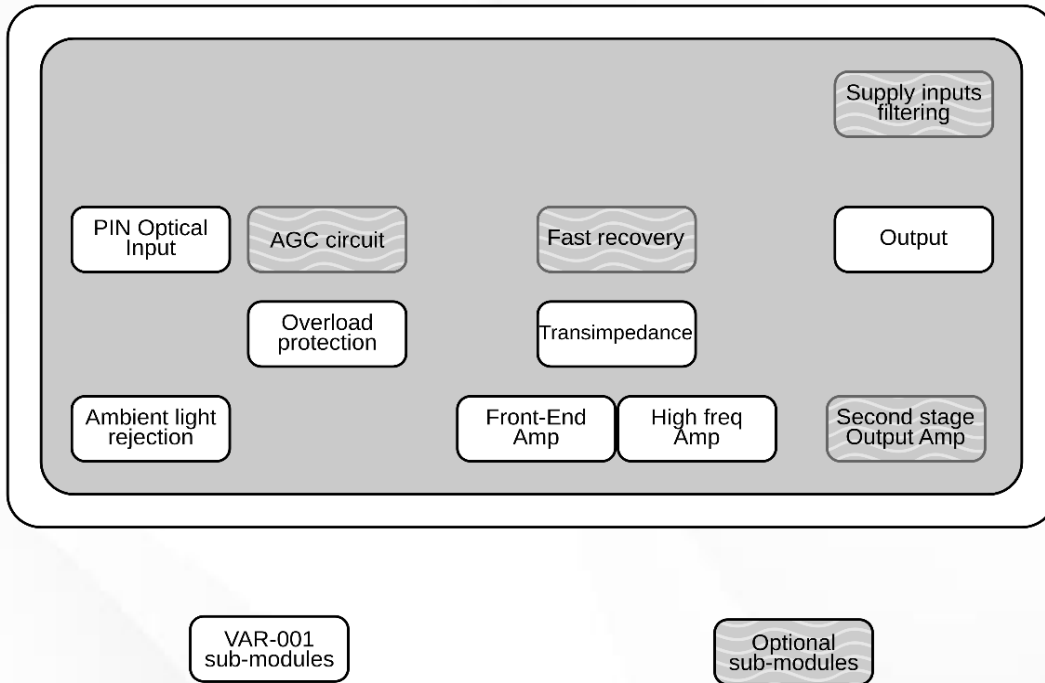 Supply inputs
filtering
PIN Optical
Input
AGC circuit
Fast recovery
Output
Overload
protection
Transimpedance
Ambient light
rejection
Front-End
Amp
High freq
Amp
Second stage
Output Amp
VAR-001
sub-modules
Optional
sub-modules